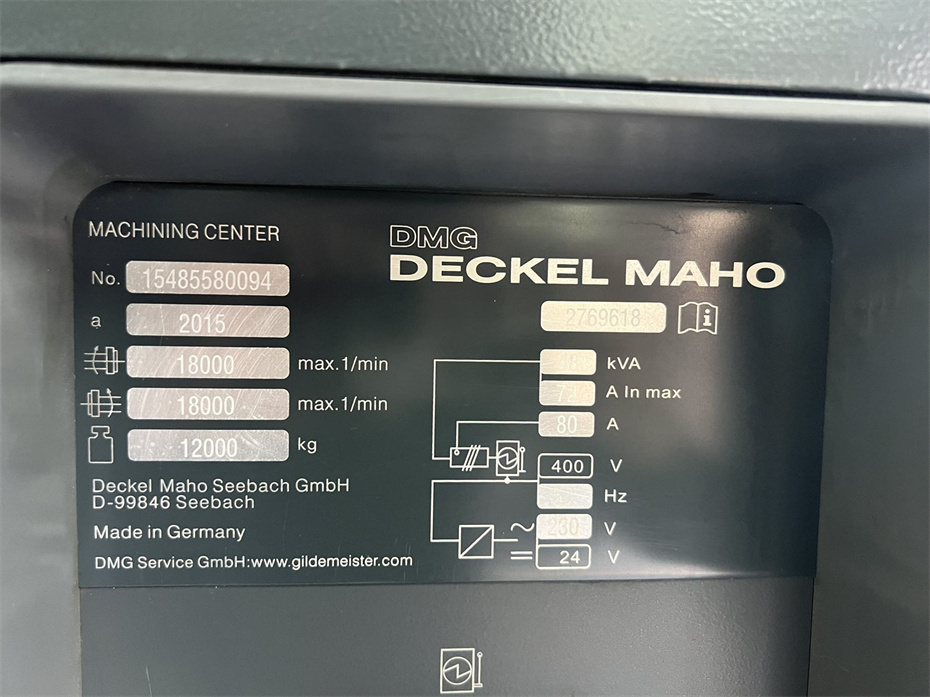 MACHINING CENTER
No. 15485580094
a 2015
18000 max.1/min
18000 max.1/min
12000 kg
Deckel Maho Seebach GmbH
D-99846 Seebach
Made in Germany
DMG Service GmbH:www.gildemeister.com
DMG
DECKEL MAHO
2769618
i
kVA
A In max
80 A
400 V
Hz
230 V
24 V